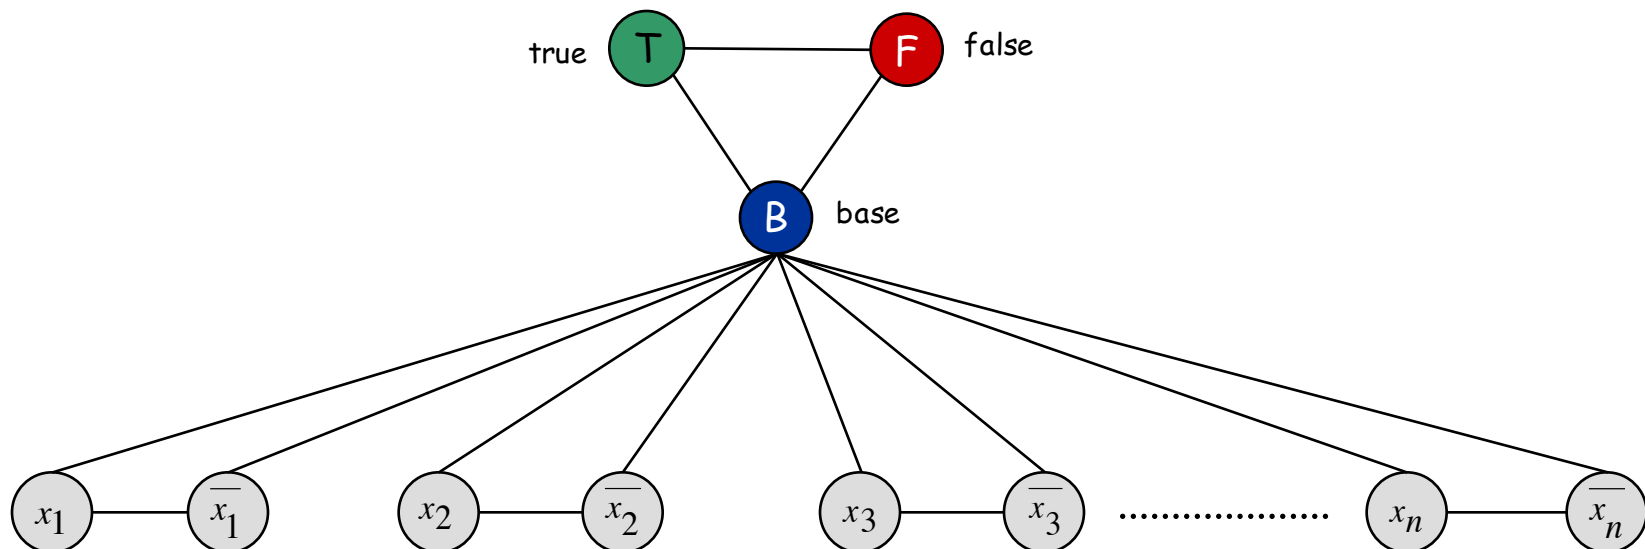 true T F false
B base
x₁ x̅₁ x₂ x̅₂ x₃ x̅₃ ................... xₙ x̅ₙ